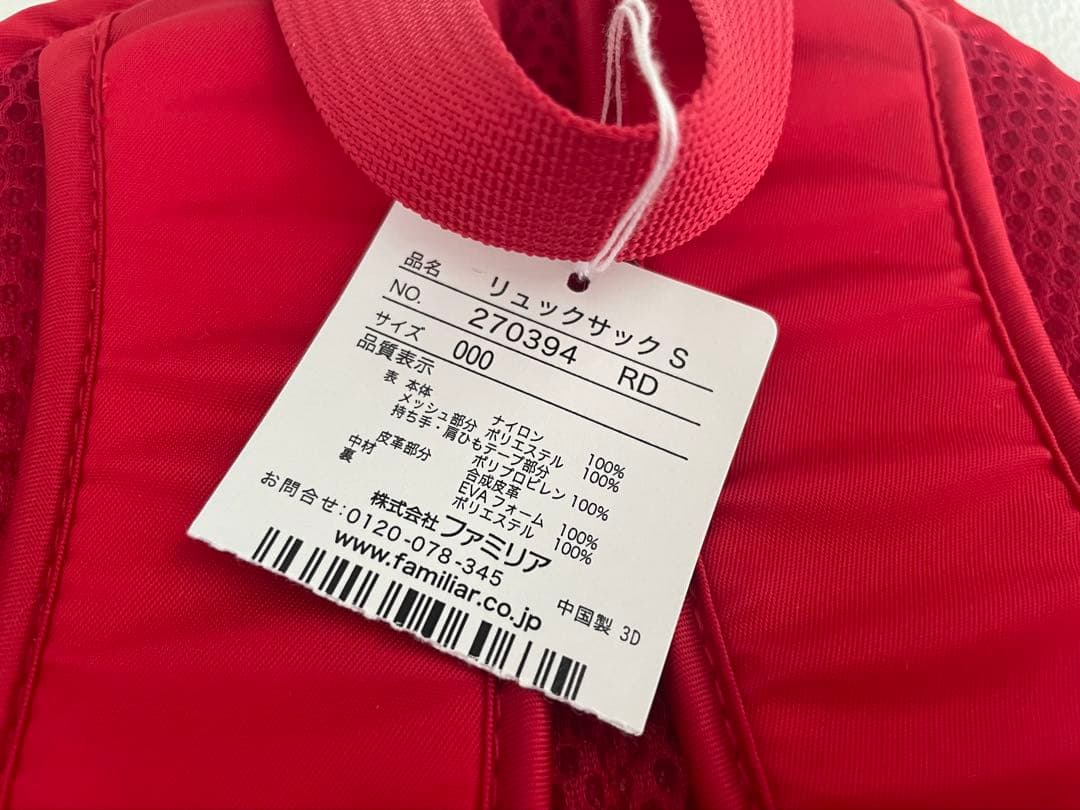 品名 リュックサック S
NO. 270394 RD
サイズ 000
品質表示
表 本体 ナイロン 100%
メッシュ部分 ポリエステル 100%
持ち手・肩ひもテープ部分 ポリプロピレン 100%
皮革部分 合成皮革
中材 EVAフォーム 100%
裏 ポリエステル 100%
株式会社 ファミリア
お問合せ:0120-078-345
www.familiar.co.jp
中国製 3D